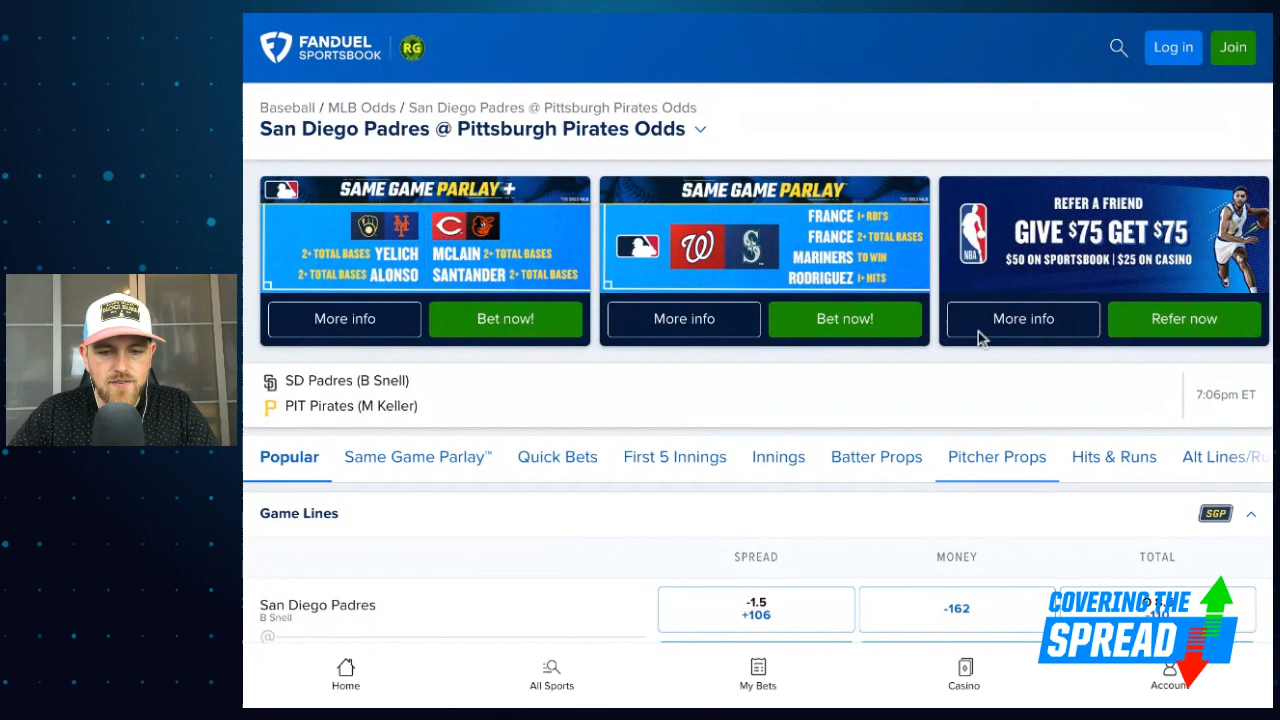 FANDUEL
SPORTSBOOK
RG
Log in
Join
Baseball / MLB Odds / San Diego Padres @ Pittsburgh Pirates Odds
San Diego Padres @ Pittsburgh Pirates Odds
SAME GAME PARLAY+
2+ TOTAL BASES YELICH
MCLAIN 2+ TOTAL BASES
2+ TOTAL BASES ALONSO
SANTANDER 2+ TOTAL BASES
More info
Bet now!
SAME GAME PARLAY
FRANCE 1+ RBI'S
FRANCE 2+ TOTAL BASES
MARINERS TO WIN
RODRIGUEZ 1+ HITS
More info
Bet now!
REFER A FRIEND
GIVE $75 GET $75
$50 ON SPORTSBOOK | $25 ON CASINO
NBA
More info
Refer now
SD Padres (B Snell)
PIT Pirates (M Keller)
7:06pm ET
Popular
Same Game Parlay™
Quick Bets
First 5 Innings
Innings
Batter Props
Pitcher Props
Hits & Runs
Alt Lines/Ru
Game Lines
SGP
SPREAD
MONEY
TOTAL
San Diego Padres
B Snell
-1.5
+106
-162
@
COVERING THE
SPREAD
Home
All Sports
My Bets
Casino
Account